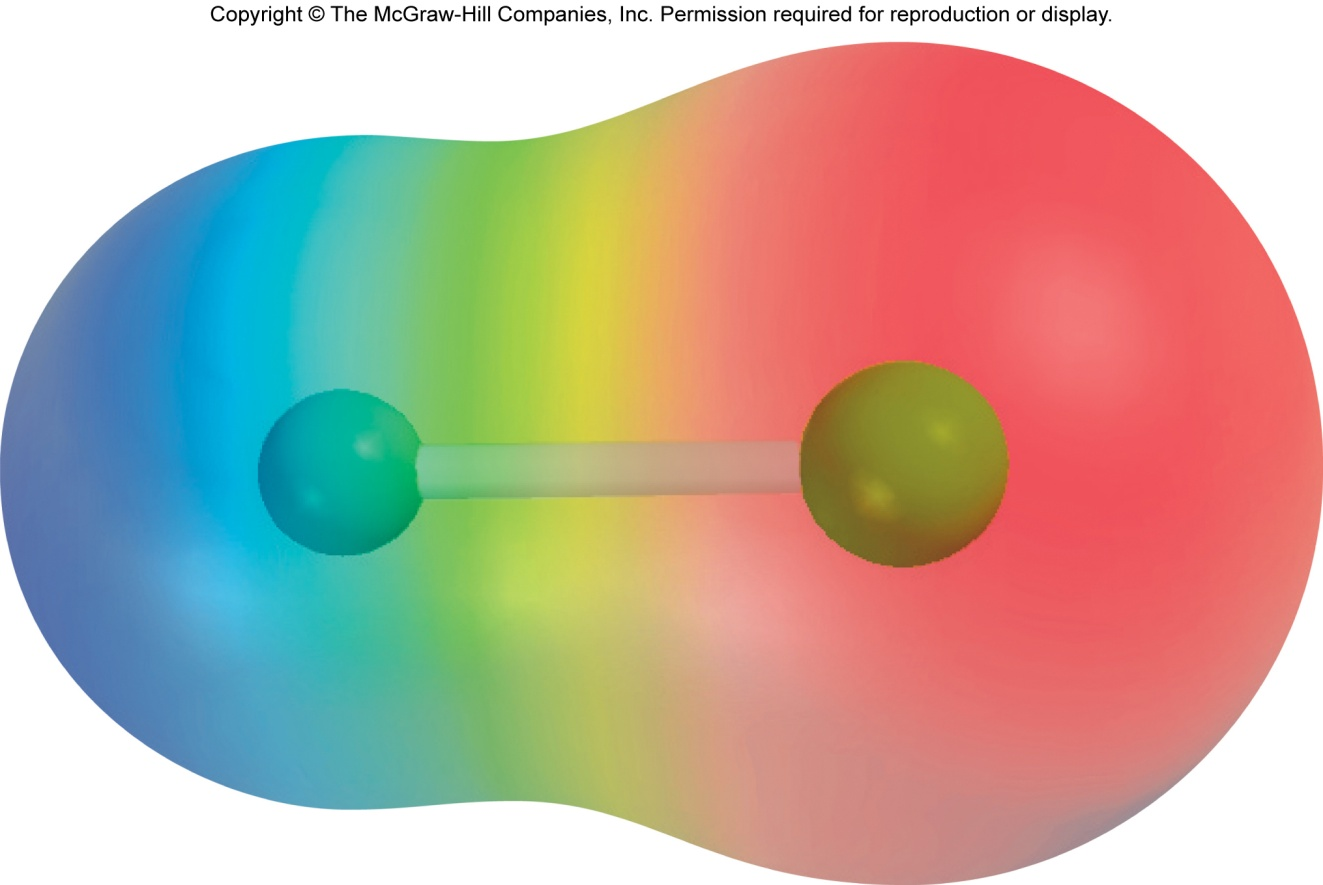 Copyright © The McGraw-Hill Companies, Inc. Permission required for reproduction or display.